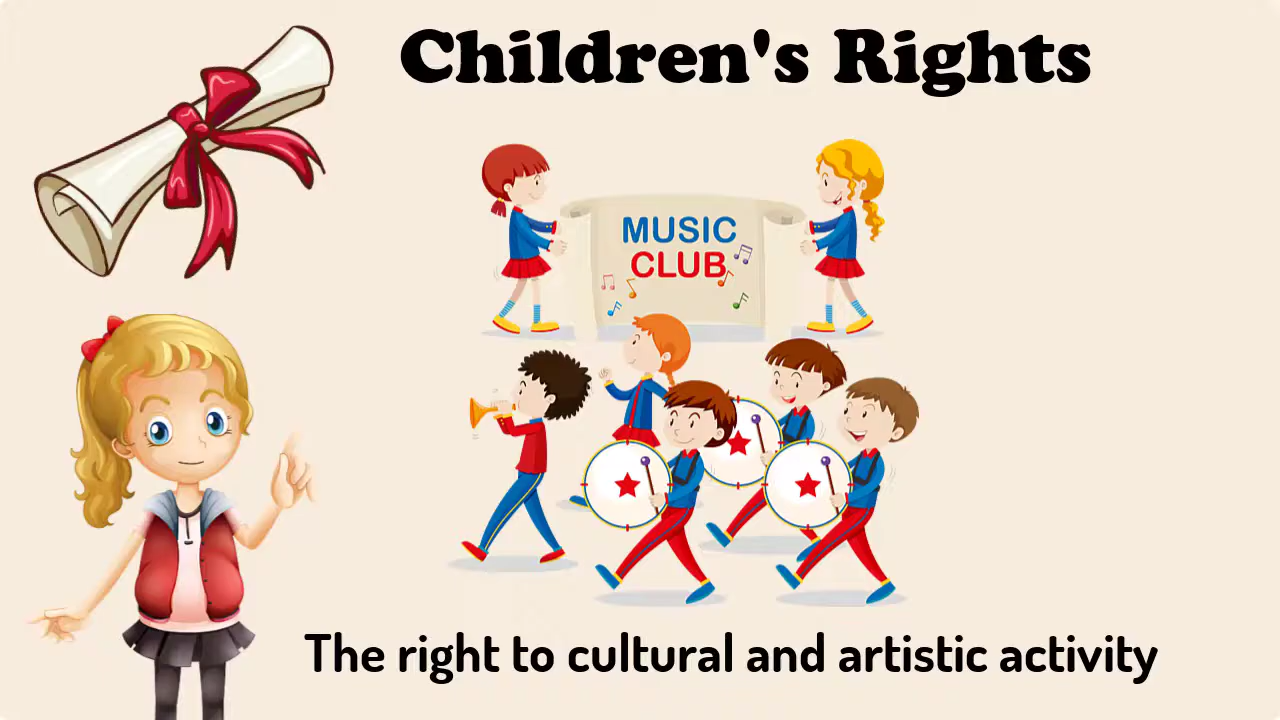 Children's Rights
MUSIC
CLUB
The right to cultural and artistic activity